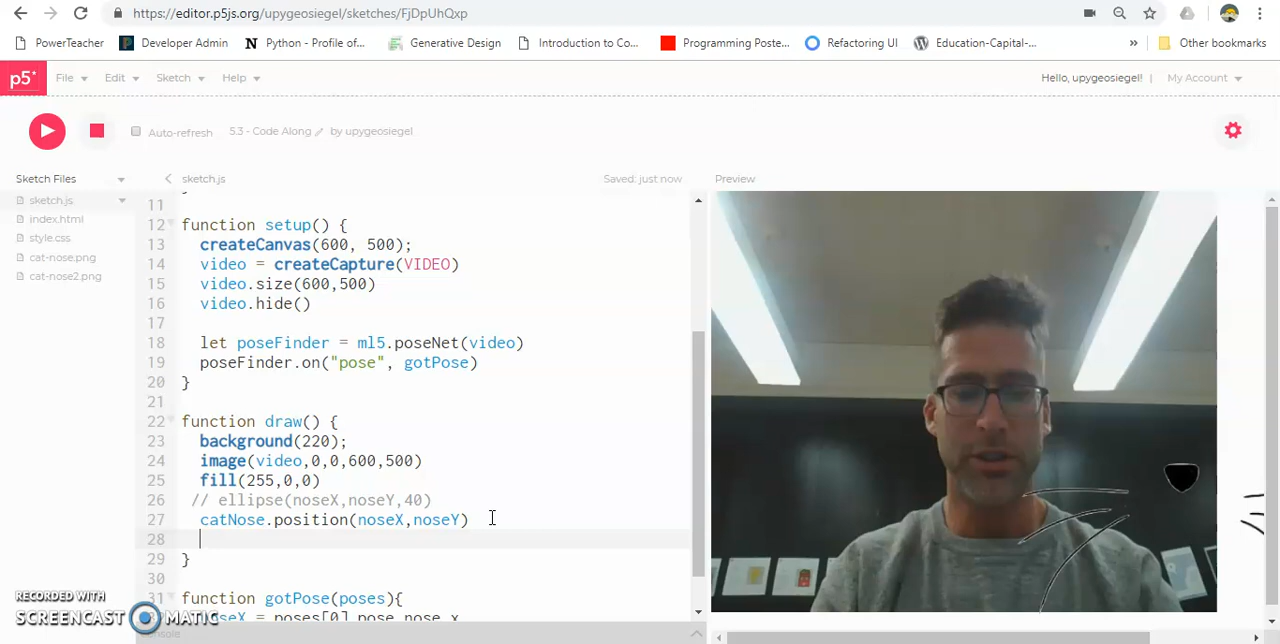 https://editor.p5js.org/upygeosiegel/sketches/FjDpUhQxp
PowerTeacher Developer Admin Python - Profile of... Generative Design Introduction to Co... Programming Poste... Refactoring UI Education-Capital-... » Other bookmarks
p5* File Edit Sketch Help Hello, upygeosiegel! | My Account
Auto-refresh 5.3 - Code Along by upygeosiegel
Sketch Files sketch.js Saved: just now Preview
sketch.js
index.html
style.css
cat-nose.png
cat-nose2.png
11
12 function setup() {
13 createCanvas(600, 500);
14 video = createCapture(VIDEO)
15 video.size(600,500)
16 video.hide()
17
18 let poseFinder = ml5.poseNet(video)
19 poseFinder.on("pose", gotPose)
20 }
21
22 function draw() {
23 background(220);
24 image(video,0,0,600,500)
25 fill(255,0,0)
26 // ellipse(noseX,noseY,40)
27 catNose.position(noseX,noseY)
28
29 }
30
31 function gotPose(poses){
noseX = poses[0].pose.nose.x
Console
RECORDED WITH
SCREENCAST MATIC